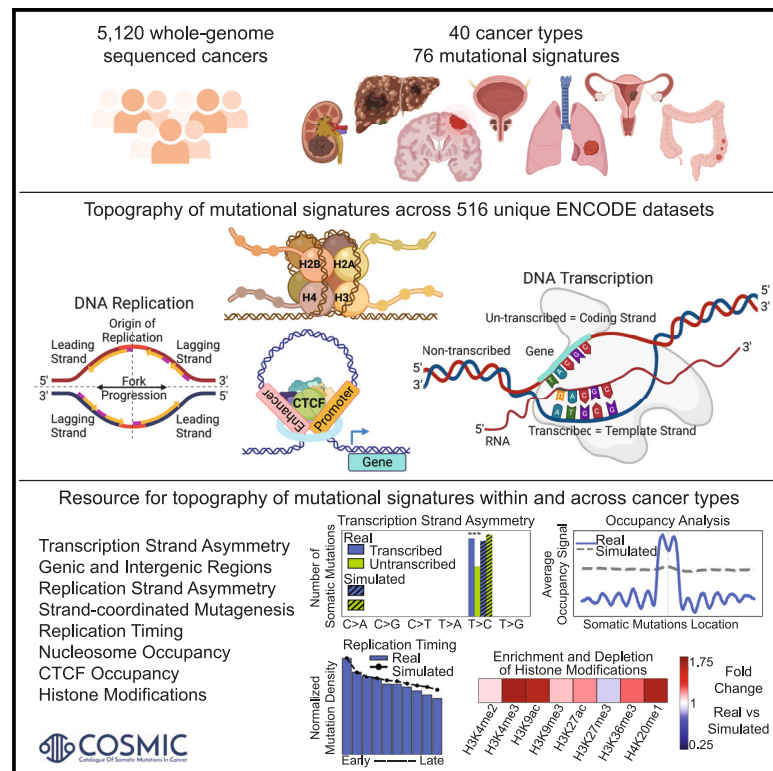 5,120 whole-genome
sequenced cancers
40 cancer types
76 mutational signatures
Topography of mutational signatures across 516 unique ENCODE datasets
DNA Replication
Origin of
Replication
Leading
Strand
Lagging
Strand
5'
3'
Fork
Progression
5'
3'
Lagging
Strand
Leading
Strand
H2B
H2A
H4
H3
CTCF
Enhancer
Promoter
Gene
DNA Transcription
Un-transcribed = Coding Strand
5'
3'
Non-transcribed
Gene
3'
5'
3'
T A C G C
A C G C
A T G C G
5'
RNA
Transcribed = Template Strand
Resource for topography of mutational signatures within and across cancer types
Transcription Strand Asymmetry
Genic and Intergenic Regions
Replication Strand Asymmetry
Strand-coordinated Mutagenesis
Replication Timing
Nucleosome Occupancy
CTCF Occupancy
Histone Modifications
COSMIC
Catalogue Of Somatic Mutations In Cancer
Transcription Strand Asymmetry
Number of
Somatic Mutations
Real
Transcribed
Untranscribed
Simulated
***
C>A C>G C>T T>A T>C T>G
Occupancy Analysis
Average
Occupancy Signal
Real
Simulated
Somatic Mutations Location
Replication Timing
Normalized
Mutation Density
Real
Simulated
Early
Late
Enrichment and Depletion
of Histone Modifications
H3K4me2
H3K4me3
H3K9ac
H3K9me3
H3K27ac
H3K27me3
H3K36me3
H4K20me1
1.75
1
0.25
Fold
Change
Real vs
Simulated